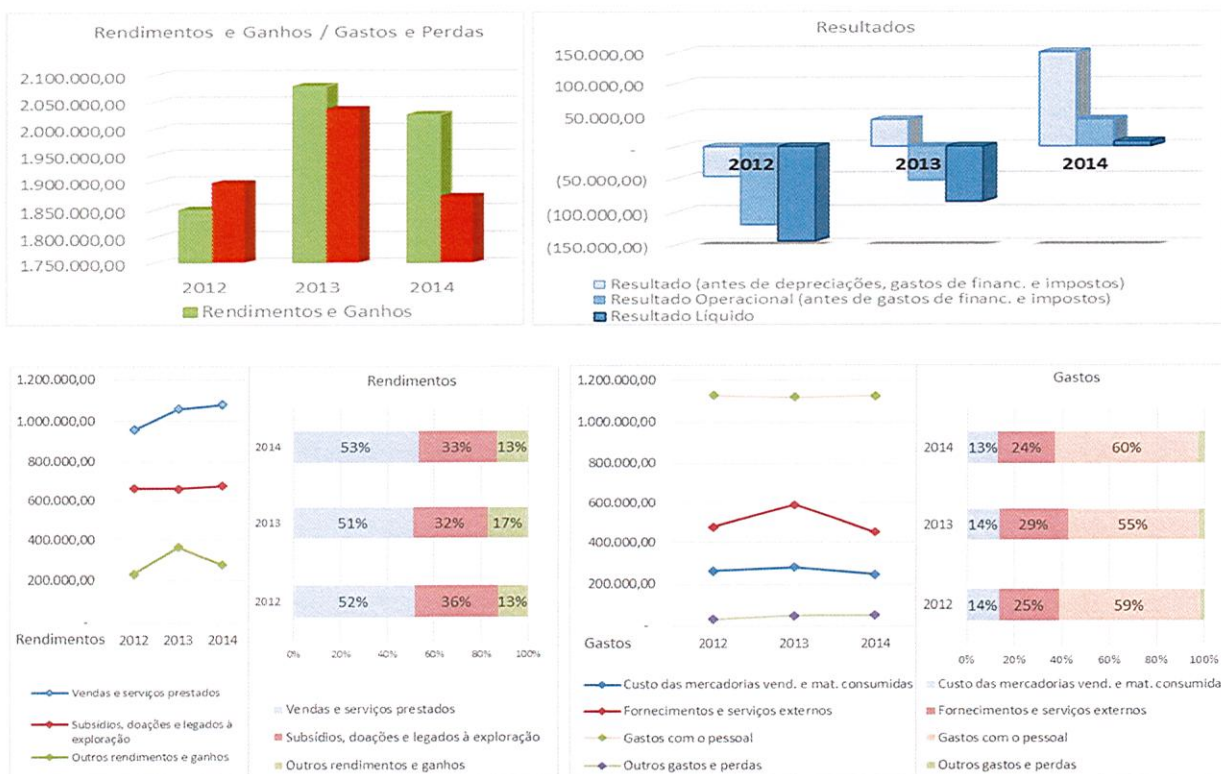 Rendimentos e Ganhos / Gastos e Perdas
2.100.000,00
2.050.000,00
2.000.000,00
1.950.000,00
1.900.000,00
1.850.000,00
1.800.000,00
1.750.000,00
2012
2013
2014
Rendimentos e Ganhos
Resultados
150.000,00
100.000,00
50.000,00
-
(50.000,00)
(100.000,00)
(150.000,00)
2012
2013
2014
Resultado (antes de depreciações, gastos de financ. e impostos)
Resultado Operacional (antes de gastos de financ. e impostos)
Resultado Líquido
1.200.000,00
1.000.000,00
800.000,00
600.000,00
400.000,00
200.000,00
Rendimentos 2012 2013 2014
Vendas e serviços prestados
Subsídios, doações e legados à
exploração
Outros rendimentos e ganhos
Rendimentos
2014 53% 33% 13%
2013 51% 32% 17%
2012 52% 36% 13%
0% 20% 40% 60% 80% 100%
Vendas e serviços prestados
Subsídios, doações e legados à exploração
Outros rendimentos e ganhos
1.200.000,00
1.000.000,00
800.000,00
600.000,00
400.000,00
200.000,00
-
Gastos 2012 2013 2014
Custo das mercadorias vend. e mat. consumidas
Fornecimentos e serviços externos
Gastos com o pessoal
Outros gastos e perdas
Gastos
2014 13% 24% 60%
2013 14% 29% 55%
2012 14% 25% 59%
0% 20% 40% 60% 80% 100%
Custo das mercadorias vend. e mat. consumida
Fornecimentos e serviços externos
Gastos com o pessoal
Outros gastos e perdas